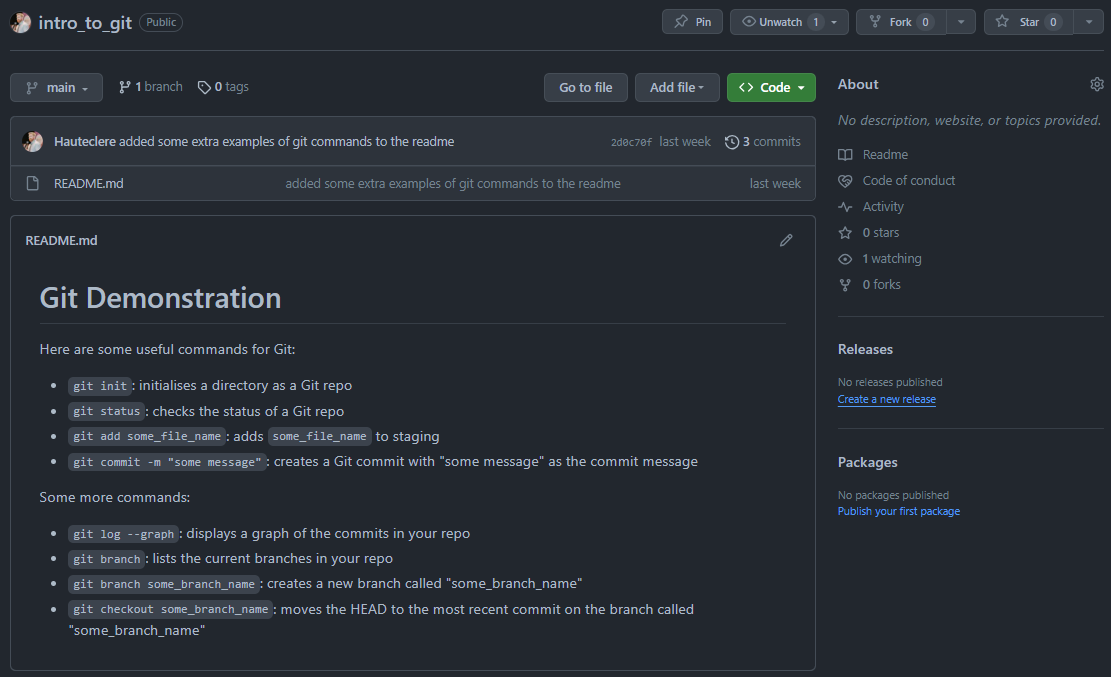 intro_to_git Public Pin Unwatch 1 Fork 0 Star 0
main 1 branch 0 tags Go to file Add file Code
Hauteclere added some extra examples of git commands to the readme 2d0c70f last week 3 commits
README.md added some extra examples of git commands to the readme last week
README.md
Git Demonstration
Here are some useful commands for Git:
git init: initialises a directory as a Git repo
git status: checks the status of a Git repo
git add some_file_name: adds some_file_name to staging
git commit -m "some message": creates a Git commit with "some message" as the commit message
Some more commands:
git log --graph: displays a graph of the commits in your repo
git branch: lists the current branches in your repo
git branch some_branch_name: creates a new branch called "some_branch_name"
git checkout some_branch_name: moves the HEAD to the most recent commit on the branch called
"some_branch_name"
About
No description, website, or topics provided.
Readme
Code of conduct
Activity
0 stars
1 watching
0 forks
Releases
No releases published
Create a new release
Packages
No packages published
Publish your first package